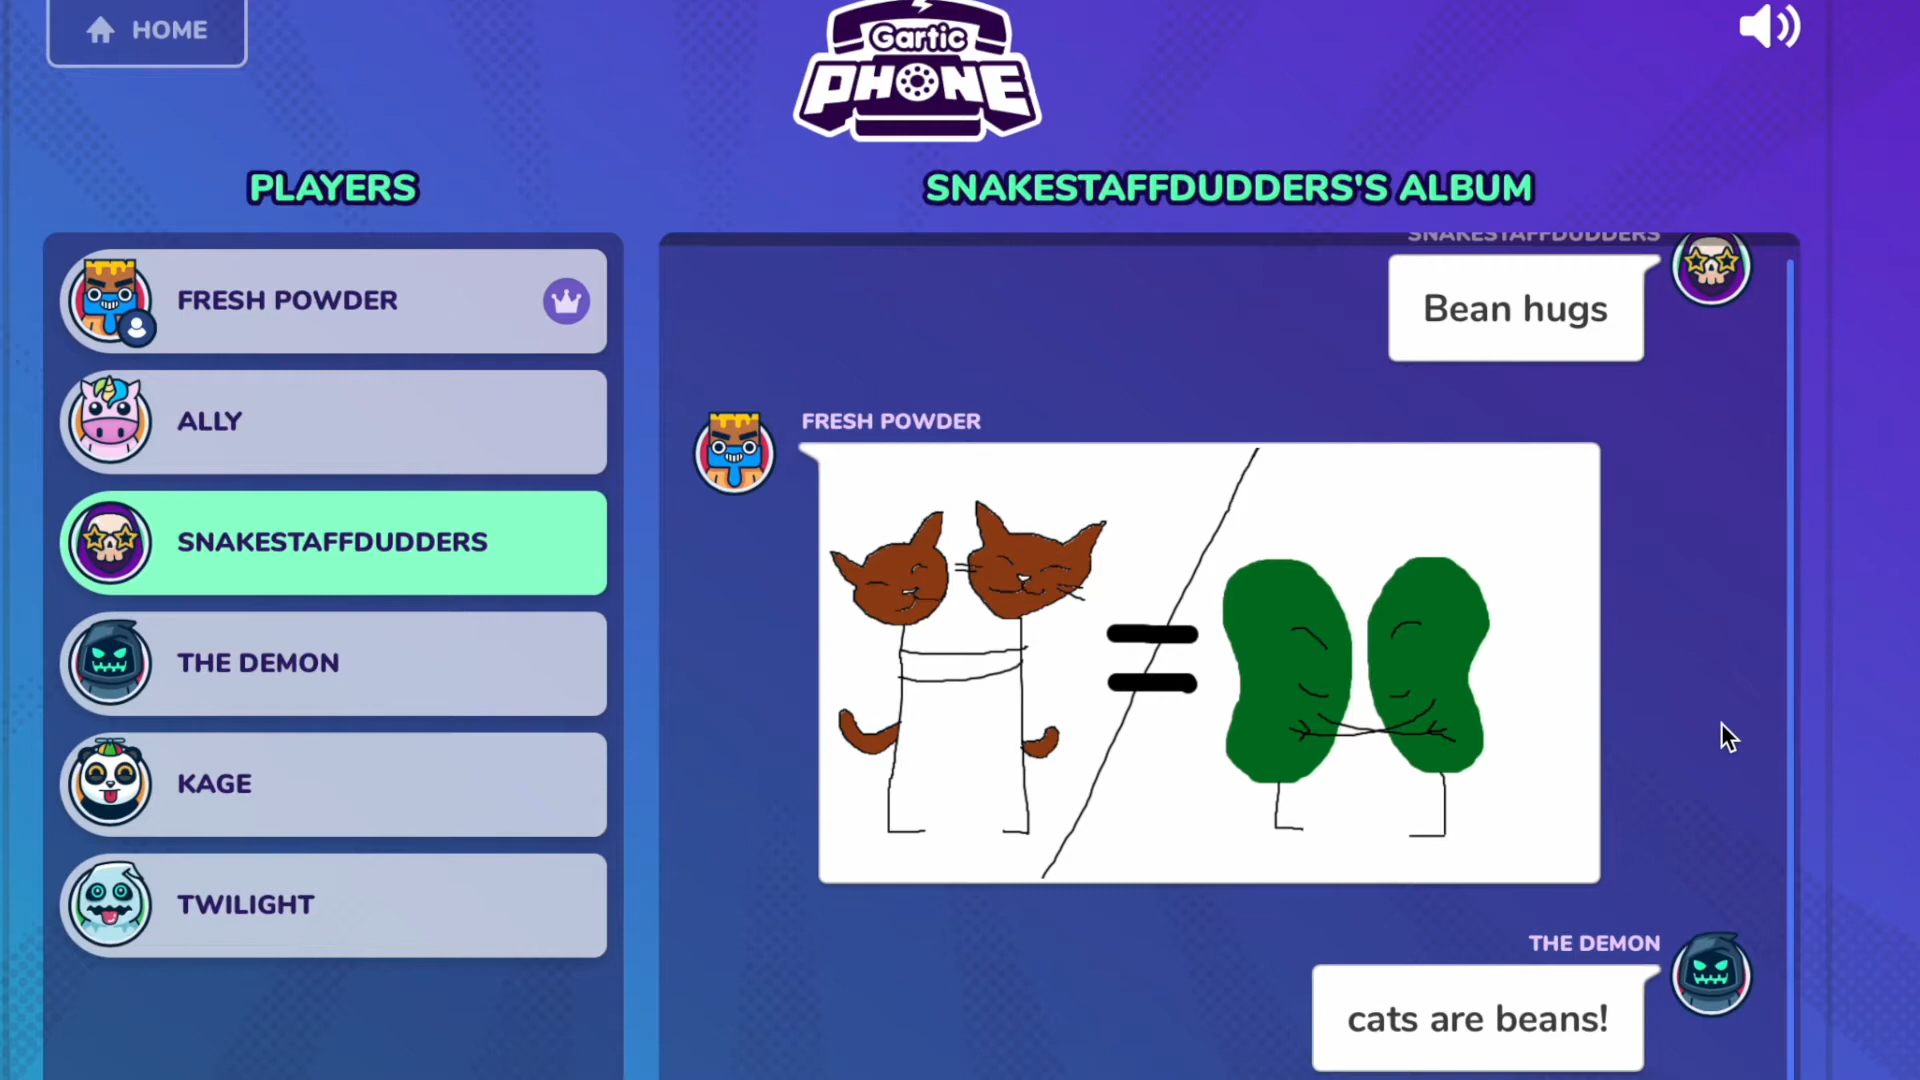 HOME
Gartic
PHONE
PLAYERS
SNAKESTAFFDUDDERS'S ALBUM
FRESH POWDER
ALLY
SNAKESTAFFDUDDERS
THE DEMON
KAGE
TWILIGHT
SNAKESTAFFDUDDERS
Bean hugs
FRESH POWDER
THE DEMON
cats are beans!